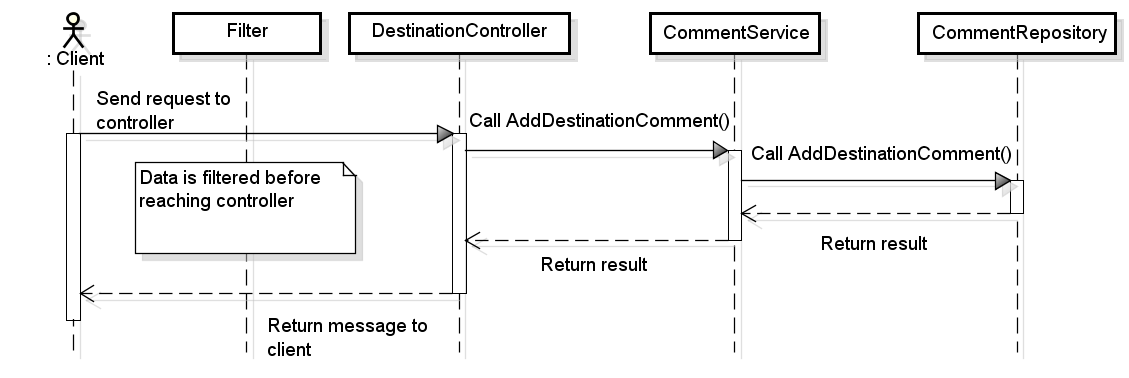 : Client
Filter
DestinationController
CommentService
CommentRepository
Send request to
controller
Call AddDestinationComment()
Call AddDestinationComment()
Data is filtered before
reaching controller
Return result
Return result
Return message to
client